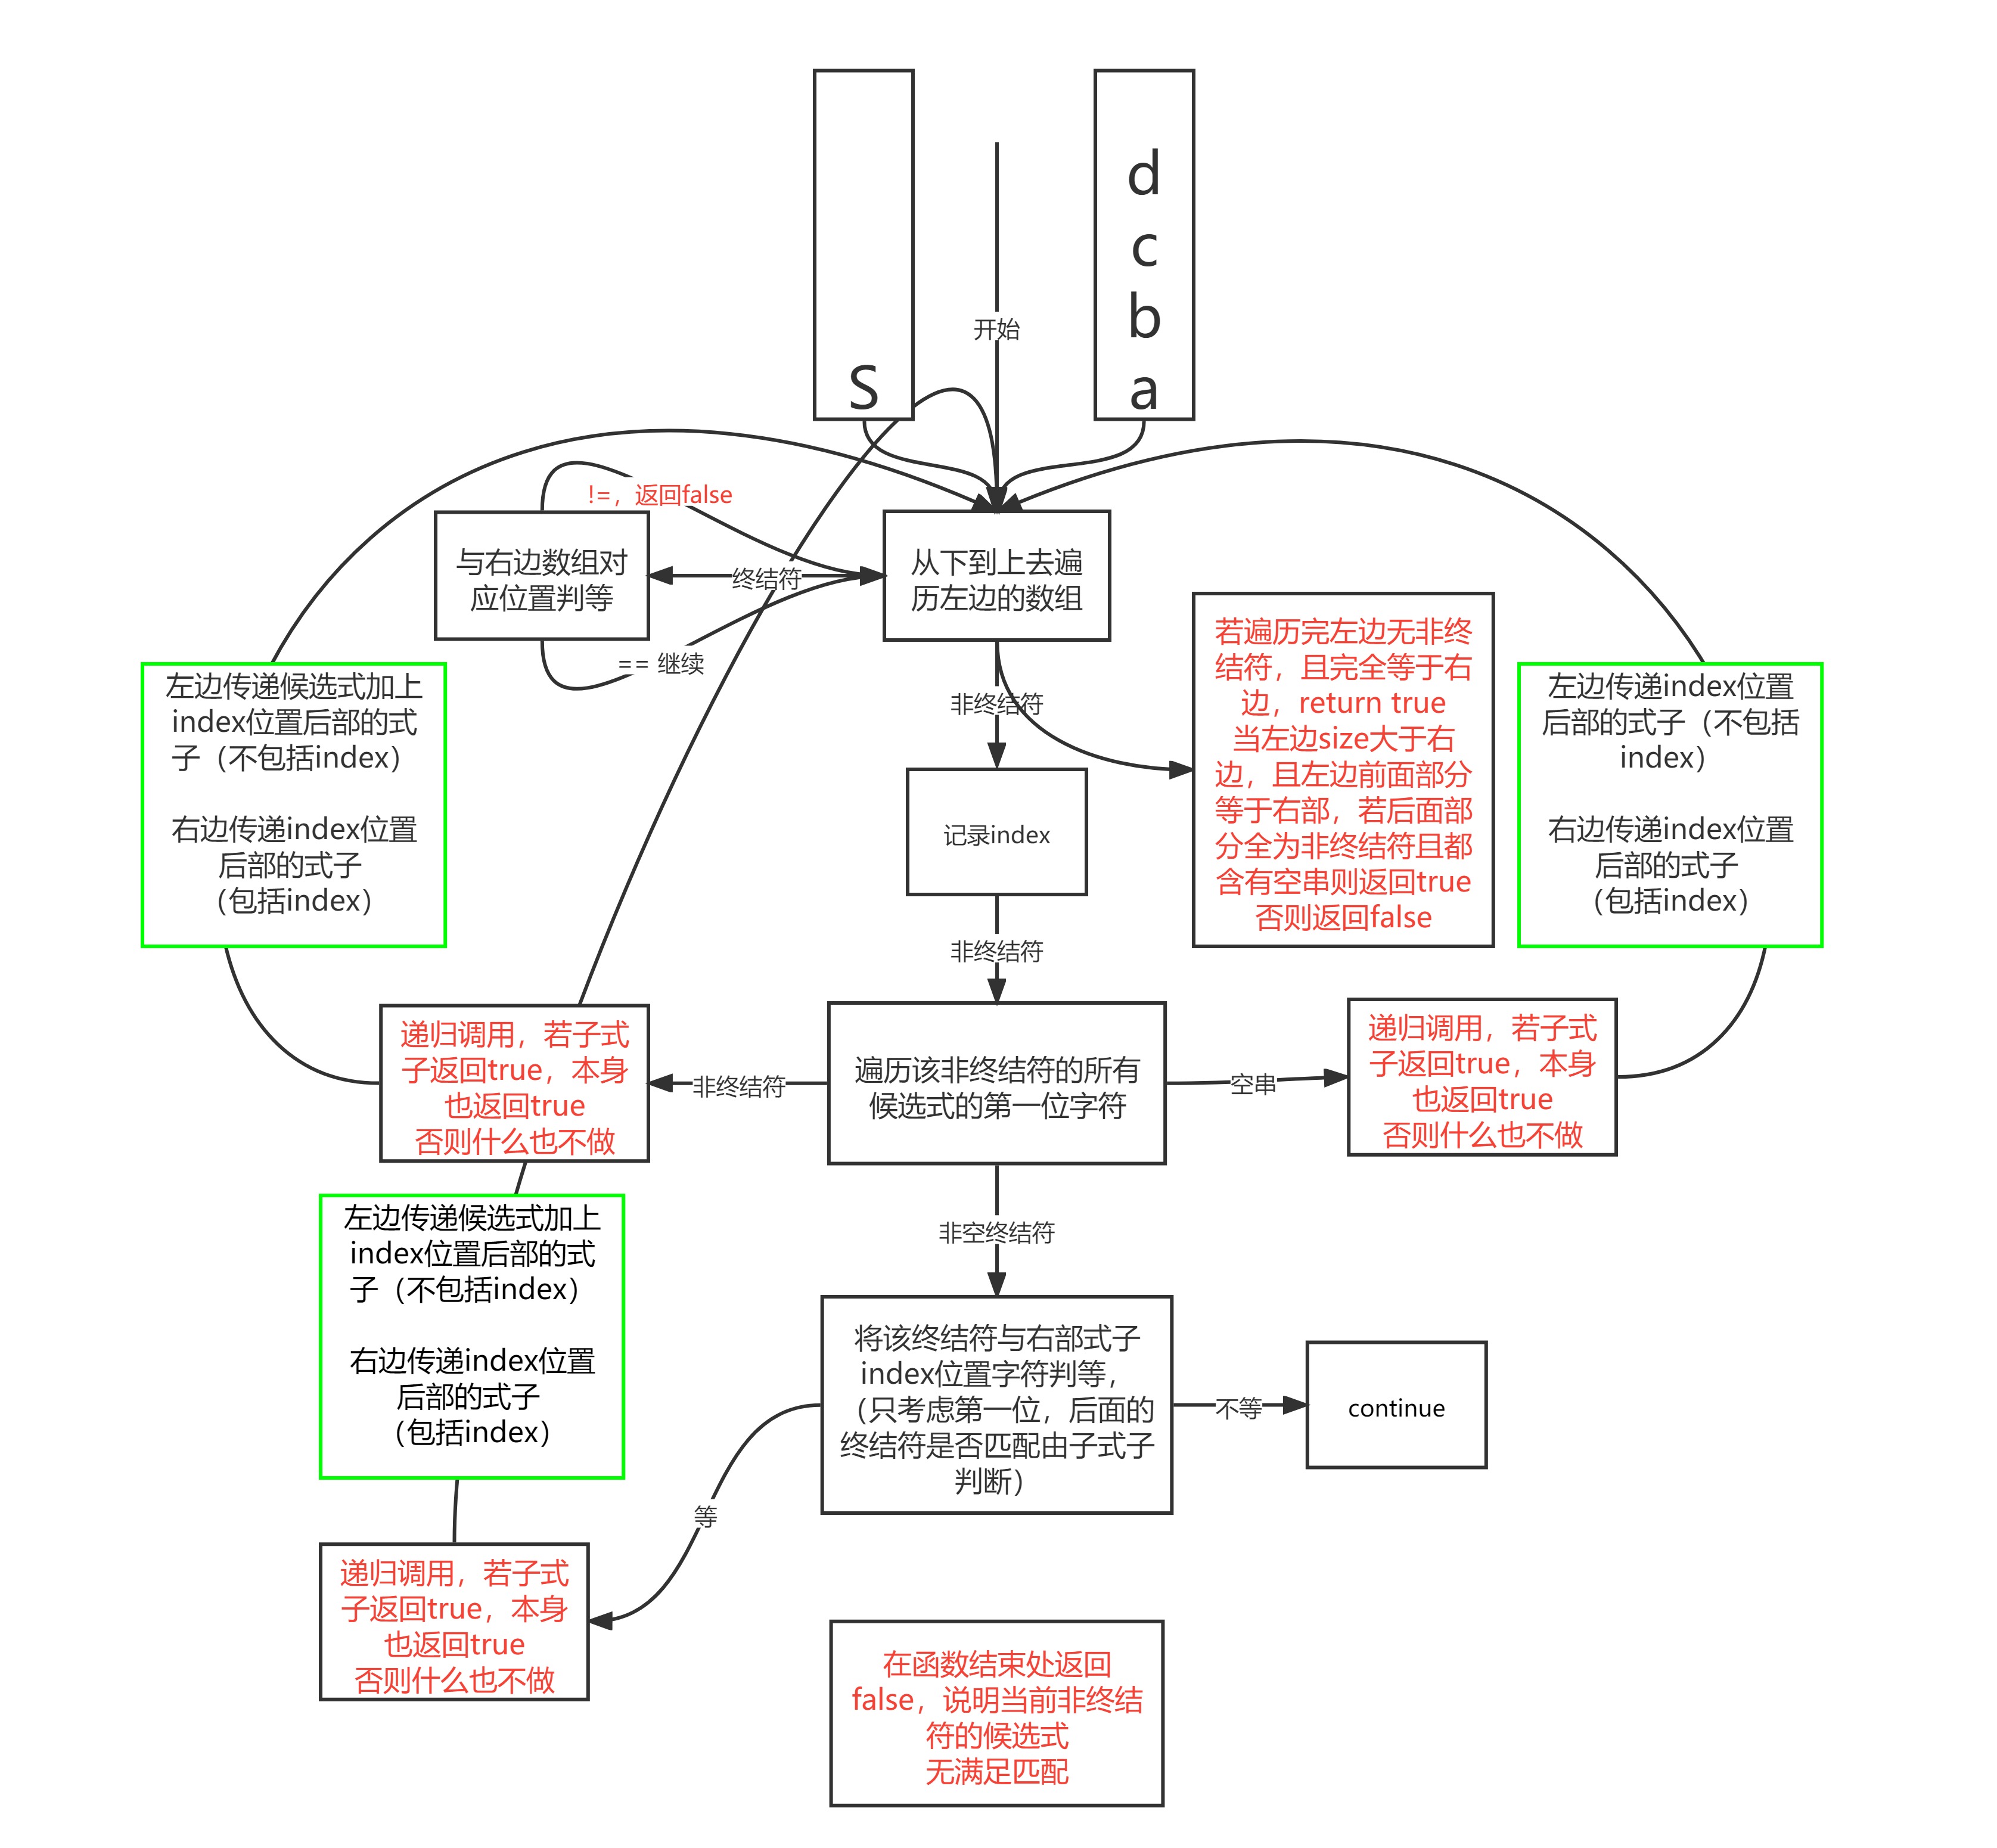 S
d
c
b
a
开始
!=，返回false
与右边数组对
应位置判等
终结符
== 继续
从下到上去遍
历左边的数组
非终结符
若遍历完左边无非终
结符，且完全等于右
边，return true
当左边size大于右
边，且左边前面部分
等于右部，若后面部
分全为非终结符且都
含有空串则返回true
否则返回false
左边传递候选式加上
index位置后部的式
子（不包括index）
右边传递index位置
后部的式子
（包括index）
左边传递index位置
后部的式子（不包括
index）
右边传递index位置
后部的式子
（包括index）
记录index
非终结符
递归调用，若子式
子返回true，本身
也返回true
否则什么也不做
非终结符
遍历该非终结符的所有
候选式的第一位字符
空串
递归调用，若子式
子返回true，本身
也返回true
否则什么也不做
非空终结符
左边传递候选式加上
index位置后部的式
子（不包括index）
右边传递index位置
后部的式子
（包括index）
将该终结符与右部式子
index位置字符判等，
（只考虑第一位，后面的
终结符是否匹配由子式子
判断）
不等
continue
等
递归调用，若子式
子返回true，本身
也返回true
否则什么也不做
在函数结束处返回
false，说明当前非终结
符的候选式
无满足匹配